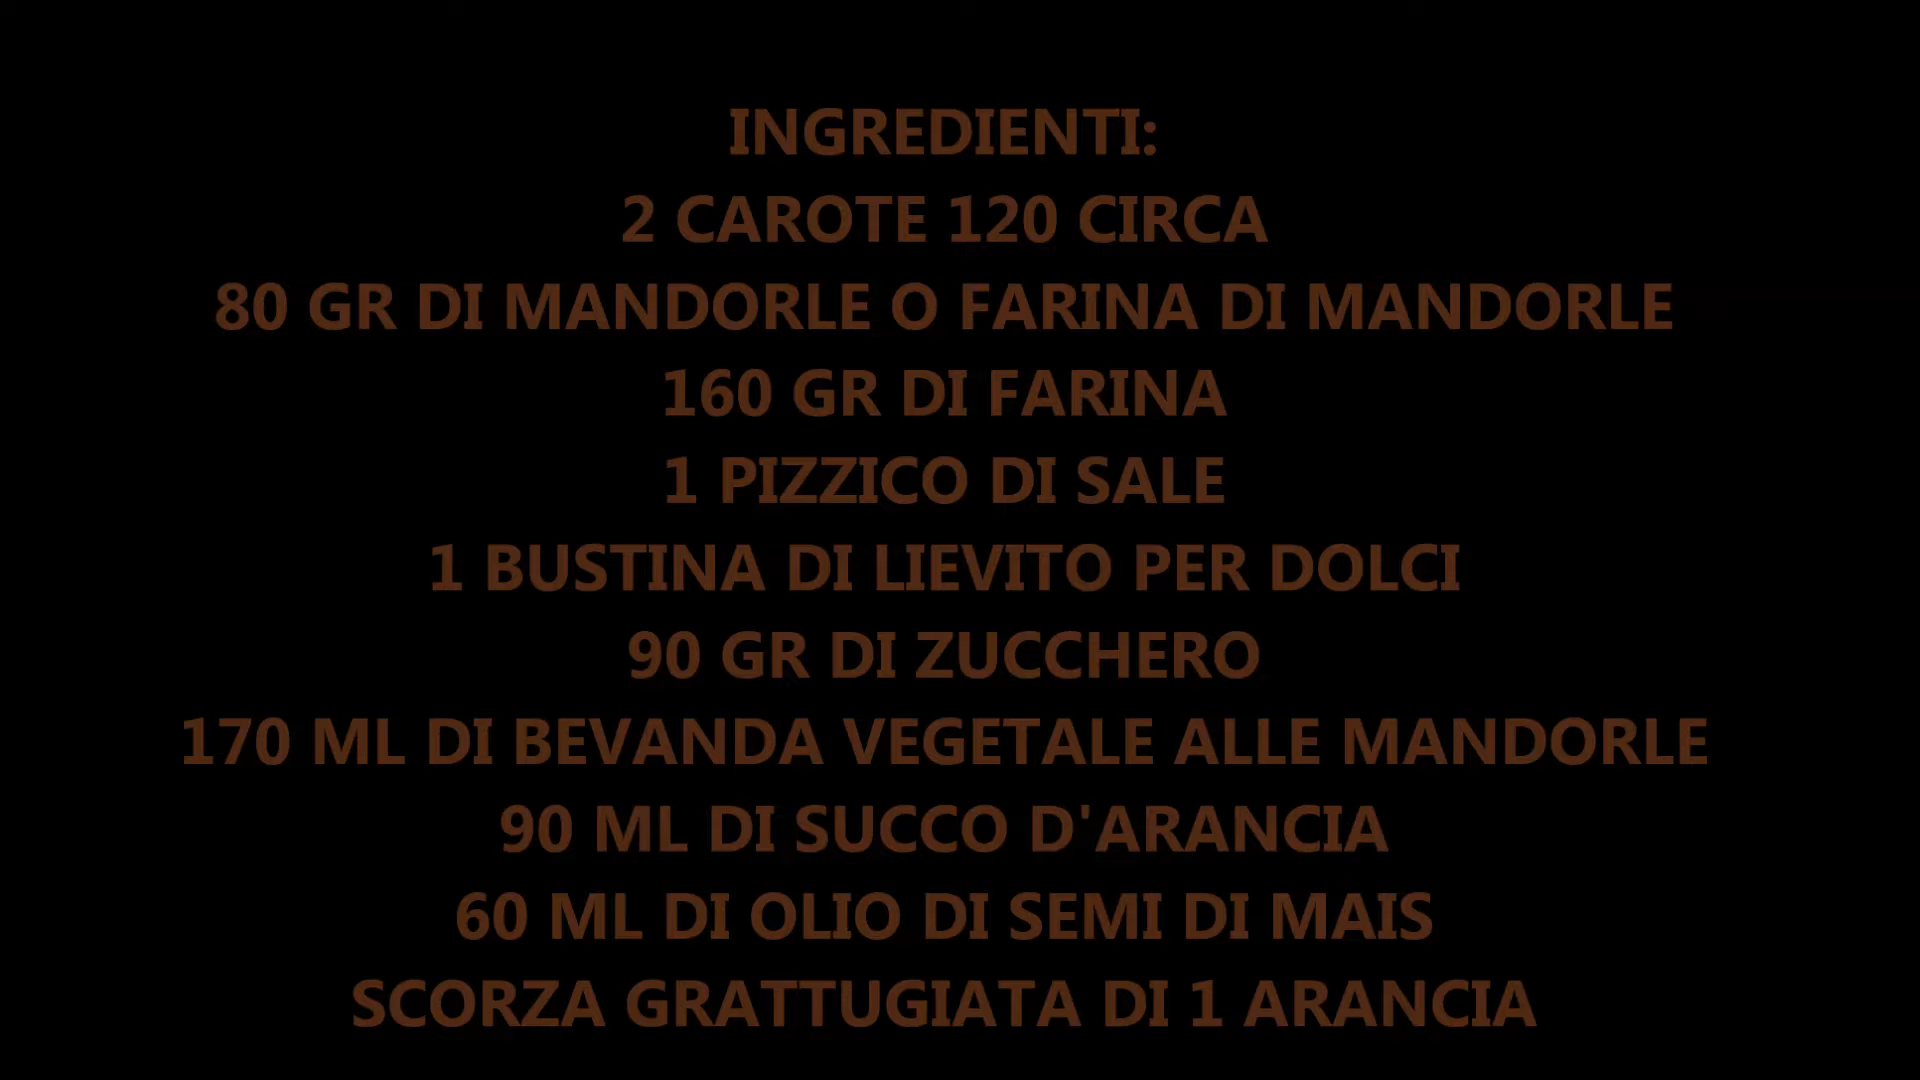 INGREDIENTI:
2 CAROTE 120 CIRCA
80 GR DI MANDORLE O FARINA DI MANDORLE
160 GR DI FARINA
1 PIZZICO DI SALE
1 BUSTINA DI LIEVITO PER DOLCI
90 GR DI ZUCCHERO
170 ML DI BEVANDA VEGETALE ALLE MANDORLE
90 ML DI SUCCO D'ARANCIA
60 ML DI OLIO DI SEMI DI MAIS
SCORZA GRATTUGIATA DI 1 ARANCIA